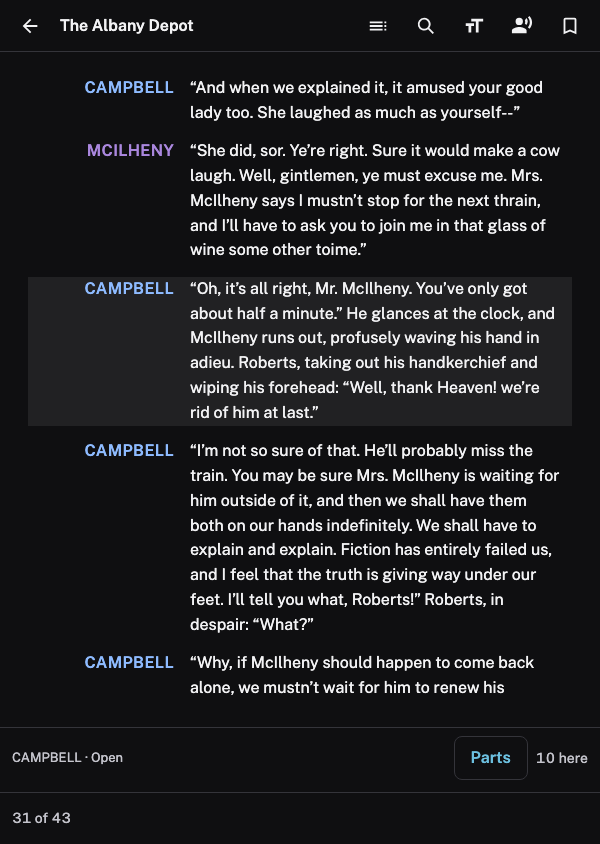 The Albany Depot
CAMPBELL “And when we explained it, it amused your good
lady too. She laughed as much as yourself--”
MCILHENY “She did, sor. Ye’re right. Sure it would make a cow
laugh. Well, gintlemen, ye must excuse me. Mrs.
McIlheny says I mustn’t stop for the next thrain,
and I’ll have to ask you to join me in that glass of
wine some other toime.”
CAMPBELL “Oh, it’s all right, Mr. McIlheny. You’ve only got
about half a minute.” He glances at the clock, and
McIlheny runs out, profusely waving his hand in
adieu. Roberts, taking out his handkerchief and
wiping his forehead: “Well, thank Heaven! we’re
rid of him at last.”
CAMPBELL “I’m not so sure of that. He’ll probably miss the
train. You may be sure Mrs. McIlheny is waiting for
him outside of it, and then we shall have them
both on our hands indefinitely. We shall have to
explain and explain. Fiction has entirely failed us,
and I feel that the truth is giving way under our
feet. I’ll tell you what, Roberts!” Roberts, in
despair: “What?”
CAMPBELL “Why, if McIlheny should happen to come back
alone, we mustn’t wait for him to renew his
CAMPBELL · Open
Parts
10 here
31 of 43